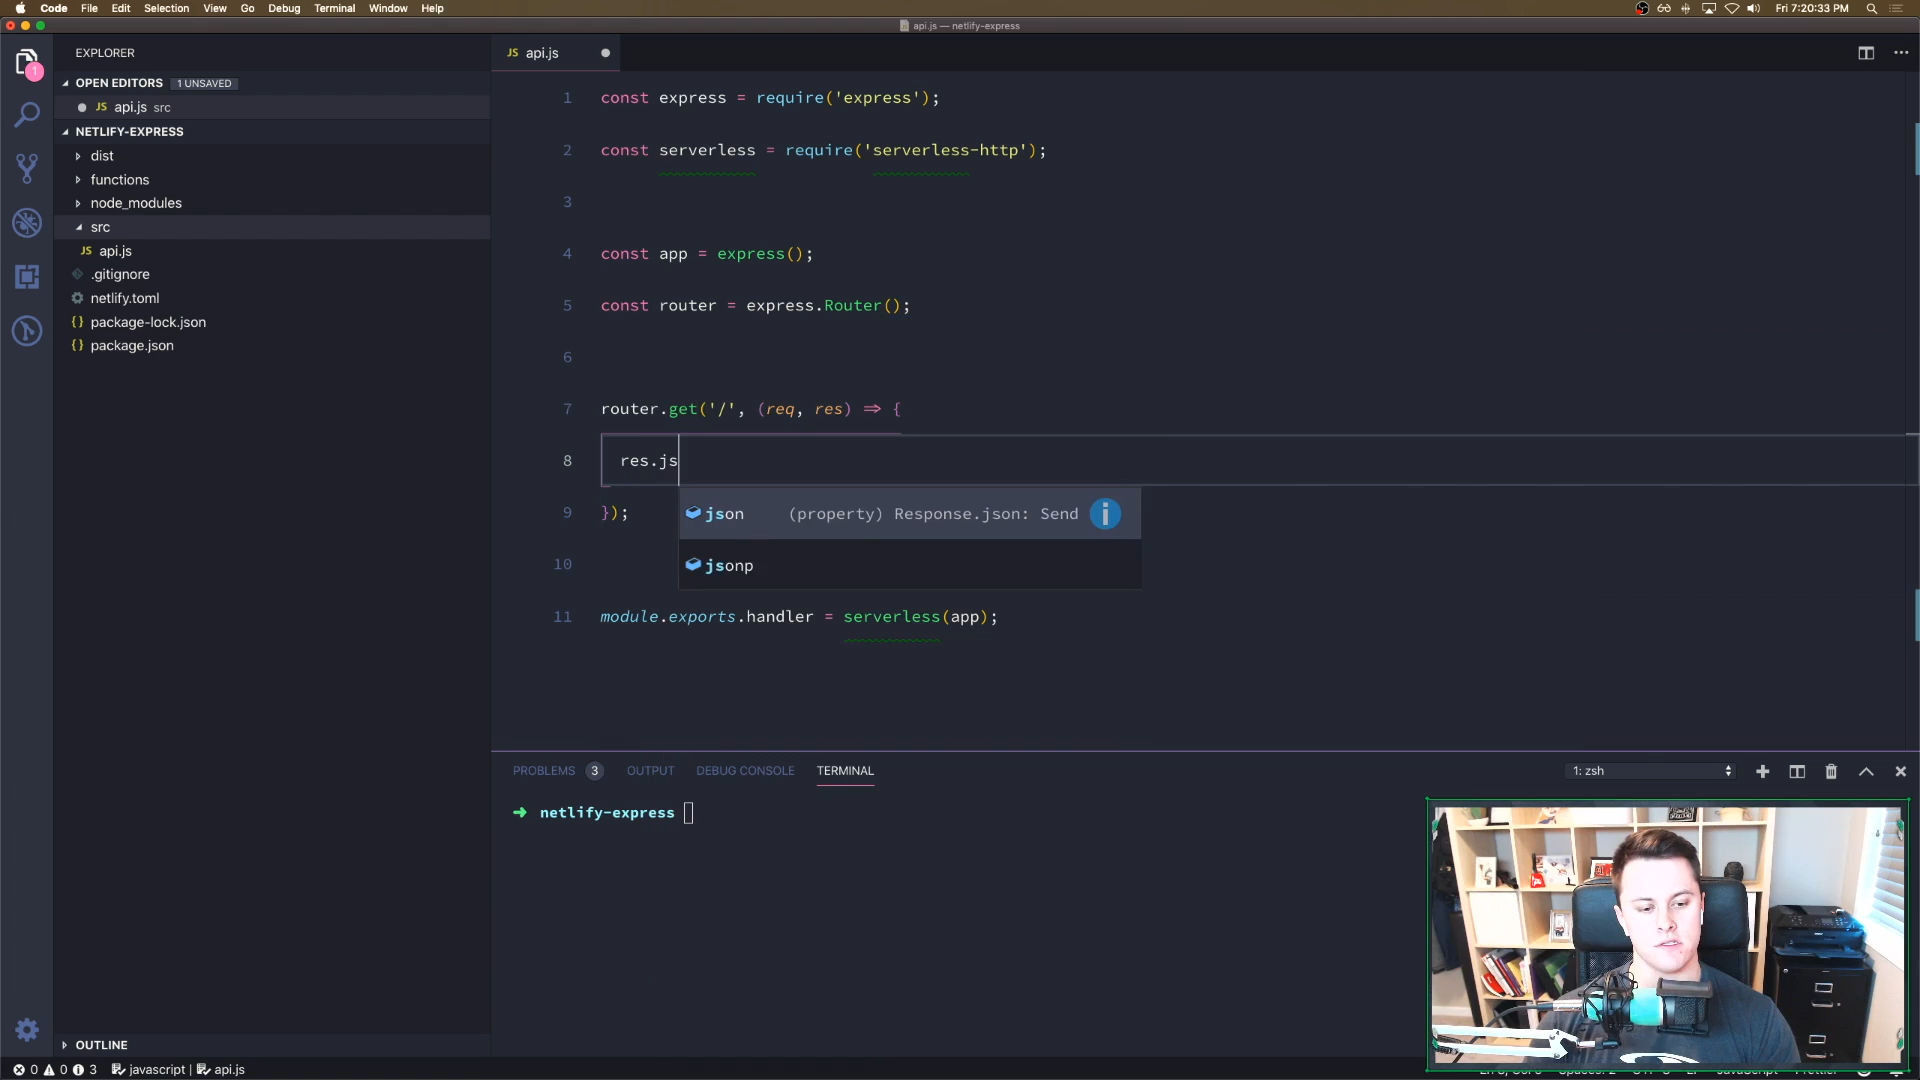 Code File Edit Selection View Go Debug Terminal Window Help Fri 7:20:33 PM
api.js — netlify-express
EXPLORER
1
OPEN EDITORS 1 UNSAVED
JS api.js src
NETLIFY-EXPRESS
dist
functions
node_modules
src
JS api.js
.gitignore
netlify.toml
{} package-lock.json
{} package.json
OUTLINE
JS api.js
1 const express = require('express');
2 const serverless = require('serverless-http');
3
4 const app = express();
5 const router = express.Router();
6
7 router.get('/', (req, res) => {
8 res.js
json (property) Response.json: Send i
9 });
jsonp
10
11 module.exports.handler = serverless(app);
PROBLEMS 3 OUTPUT DEBUG CONSOLE TERMINAL 1: zsh
➜ netlify-express
0 0 3 javascript | api.js